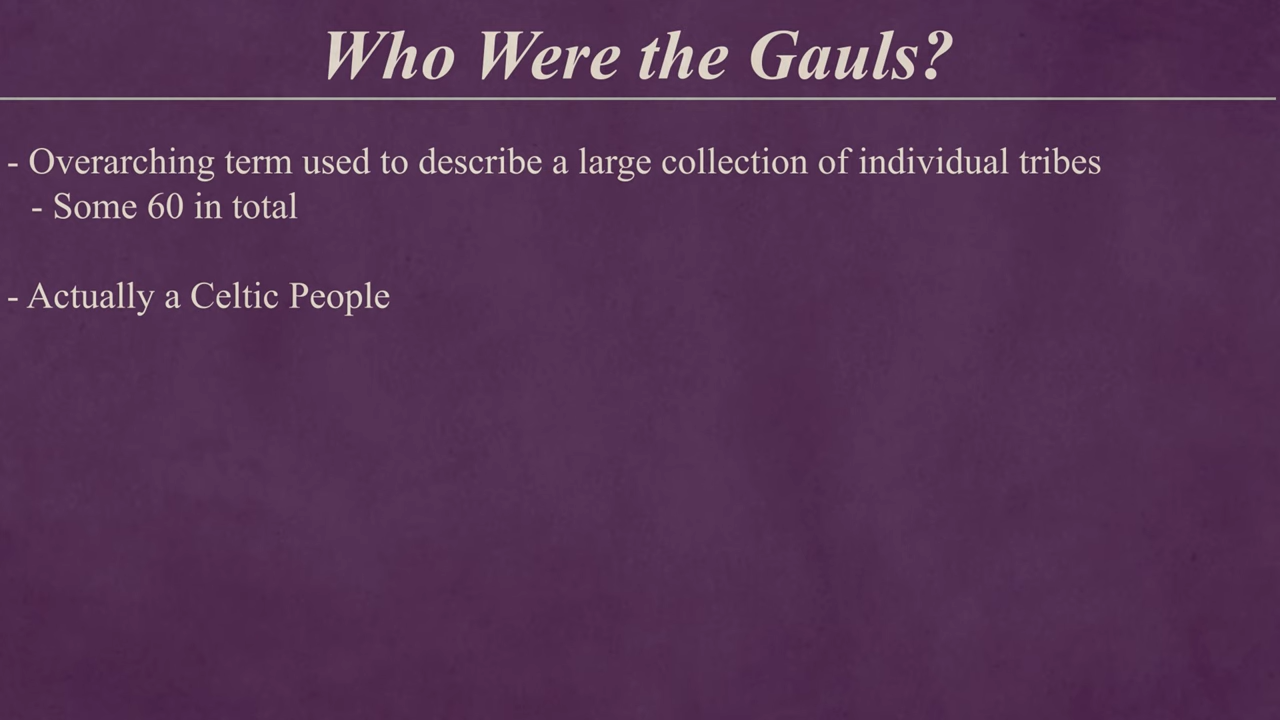 Who Were the Gauls?
- Overarching term used to describe a large collection of individual tribes
- Some 60 in total
- Actually a Celtic People